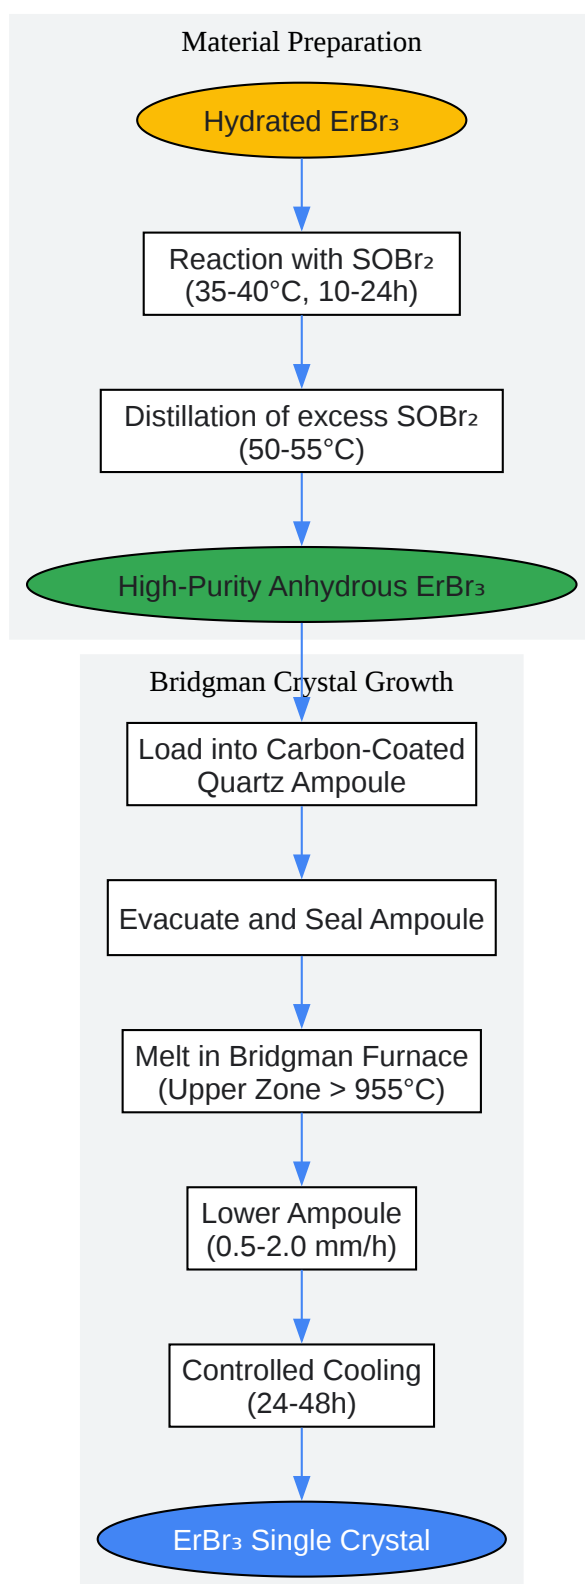 Material Preparation
Hydrated ErBr₃
Reaction with SOBr₂
(35-40°C, 10-24h)
Distillation of excess SOBr₂
(50-55°C)
High-Purity Anhydrous ErBr₃
Bridgman Crystal Growth
Load into Carbon-Coated
Quartz Ampoule
Evacuate and Seal Ampoule
Melt in Bridgman Furnace
(Upper Zone > 955°C)
Lower Ampoule
(0.5-2.0 mm/h)
Controlled Cooling
(24-48h)
ErBr₃ Single Crystal